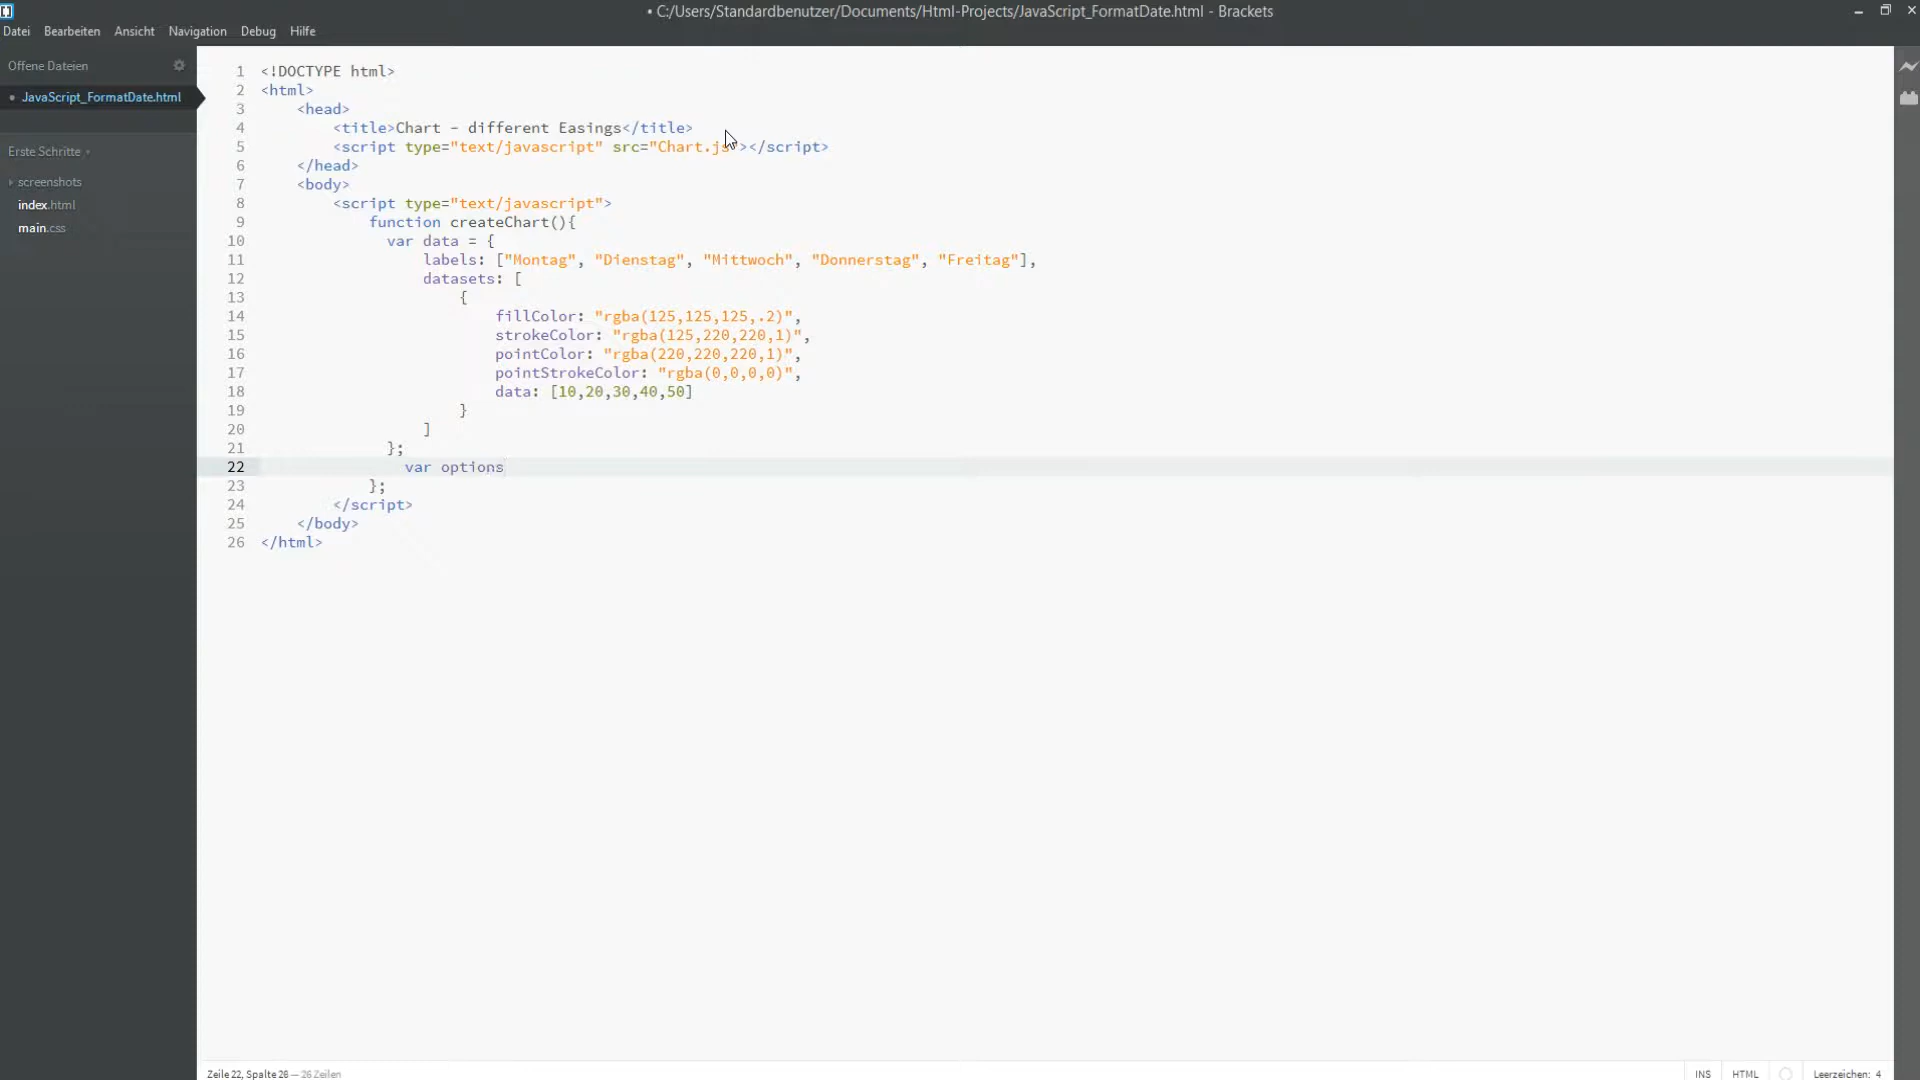 • C:/Users/Standardbenutzer/Documents/Html-Projects/JavaScript_FormatDate.html - Brackets
Datei Bearbeiten Ansicht Navigation Debug Hilfe
Offene Dateien
• JavaScript_FormatDate.html
Erste Schritte
screenshots
index.html
main.css
1 <!DOCTYPE html>
2 <html>
3 <head>
4 <title>Chart - different Easings</title>
5 <script type="text/javascript" src="Chart.js"></script>
6 </head>
7 <body>
8 <script type="text/javascript">
9 function createChart(){
10 var data = {
11 labels: ["Montag", "Dienstag", "Mittwoch", "Donnerstag", "Freitag"],
12 datasets: [
13 {
14 fillColor: "rgba(125,125,125,.2)",
15 strokeColor: "rgba(125,220,220,1)",
16 pointColor: "rgba(220,220,220,1)",
17 pointStrokeColor: "rgba(0,0,0,0)",
18 data: [10,20,30,40,50]
19 }
20 ]
21 };
22 var options
23 };
24 </script>
25 </body>
26 </html>
Zeile 22, Spalte 28 — 26 Zeilen
INS HTML Leerzeichen: 4